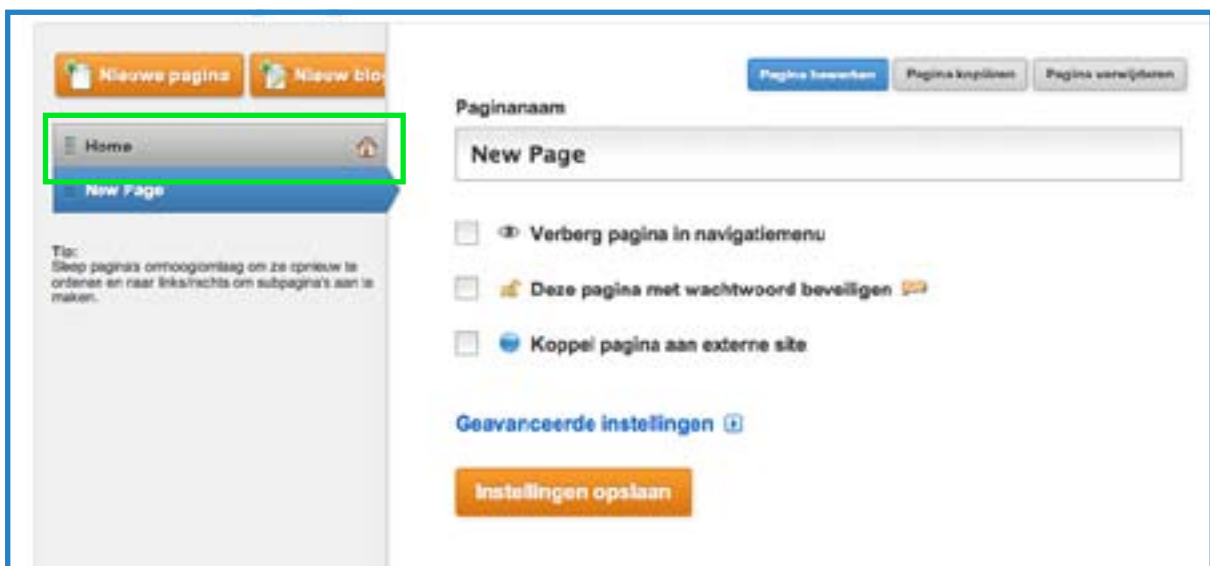 Nieuwe pagina
Nieuw blo
Pagina bewerken
Pagina kopiëren
Pagina verwijderen
Home
New Page
Tip:
Sleep pagina's omhoog/omlaag om ze opnieuw te
ordenen en naar links/rechts om subpagina's aan te
maken.
Paginanaam
New Page
Verberg pagina in navigatiemenu
Deze pagina met wachtwoord beveiligen
Koppel pagina aan externe site
Geavanceerde instellingen
Instellingen opslaan